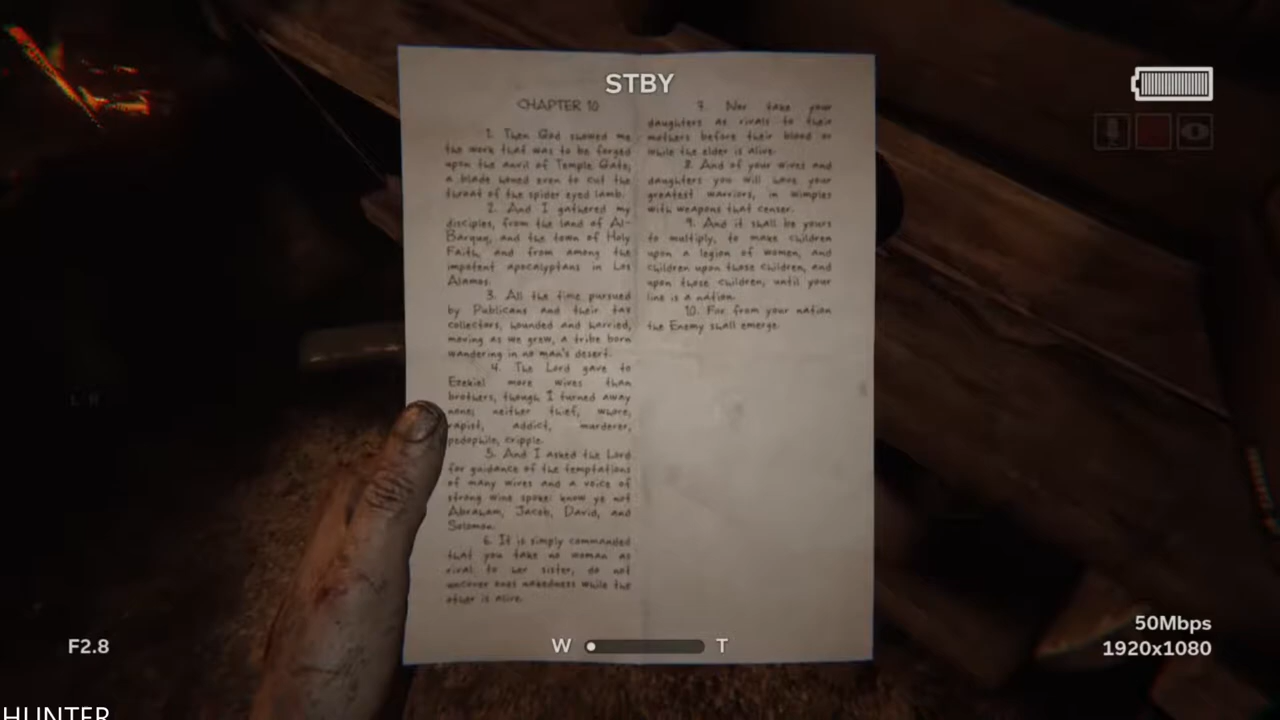 STBY
CHAPTER 10
1. Then God showed me
the work that was to be forged
upon the anvil of Temple Gate,
a blade honed even to cut the
throat of the spider eyed lamb.
2. And I gathered my
disciples, from the land of Al-
Barquq, and the town of Holy
Faith, and from among the
impotent apocalyptans in Los
Alamos.
3. All the time pursued
by Publicans and their tax
collectors, hounded and harried,
moving as we grew, a tribe born
wandering in no man's desert.
4. The Lord gave to
Ezekiel more wives than
brothers, though I turned away
none; neither thief, whore,
rapist, addict, murderer,
pedophile, cripple.
5. And I asked the Lord
for guidance of the temptations
of many wives and a voice of
strong wine spoke: know ye not
Abraham, Jacob, David, and
Solomon.
6. It is simply commanded
that you take no woman as
rival to her sister, do not
uncover ones nakedness while the
other is alive.
7. Nor take your
daughters as rivals to their
mothers before their blood or
while the elder is alive.
8. And of your wives and
daughters you will have your
greatest warriors, in wimples
with weapons that censer.
9. And it shall be yours
to multiply, to make children
upon a legion of women, and
children upon those children, and
upon those children, until your
line is a nation.
10. For from your nation
the Enemy shall emerge.
F2.8
W T
50Mbps
1920x1080
HUNTER